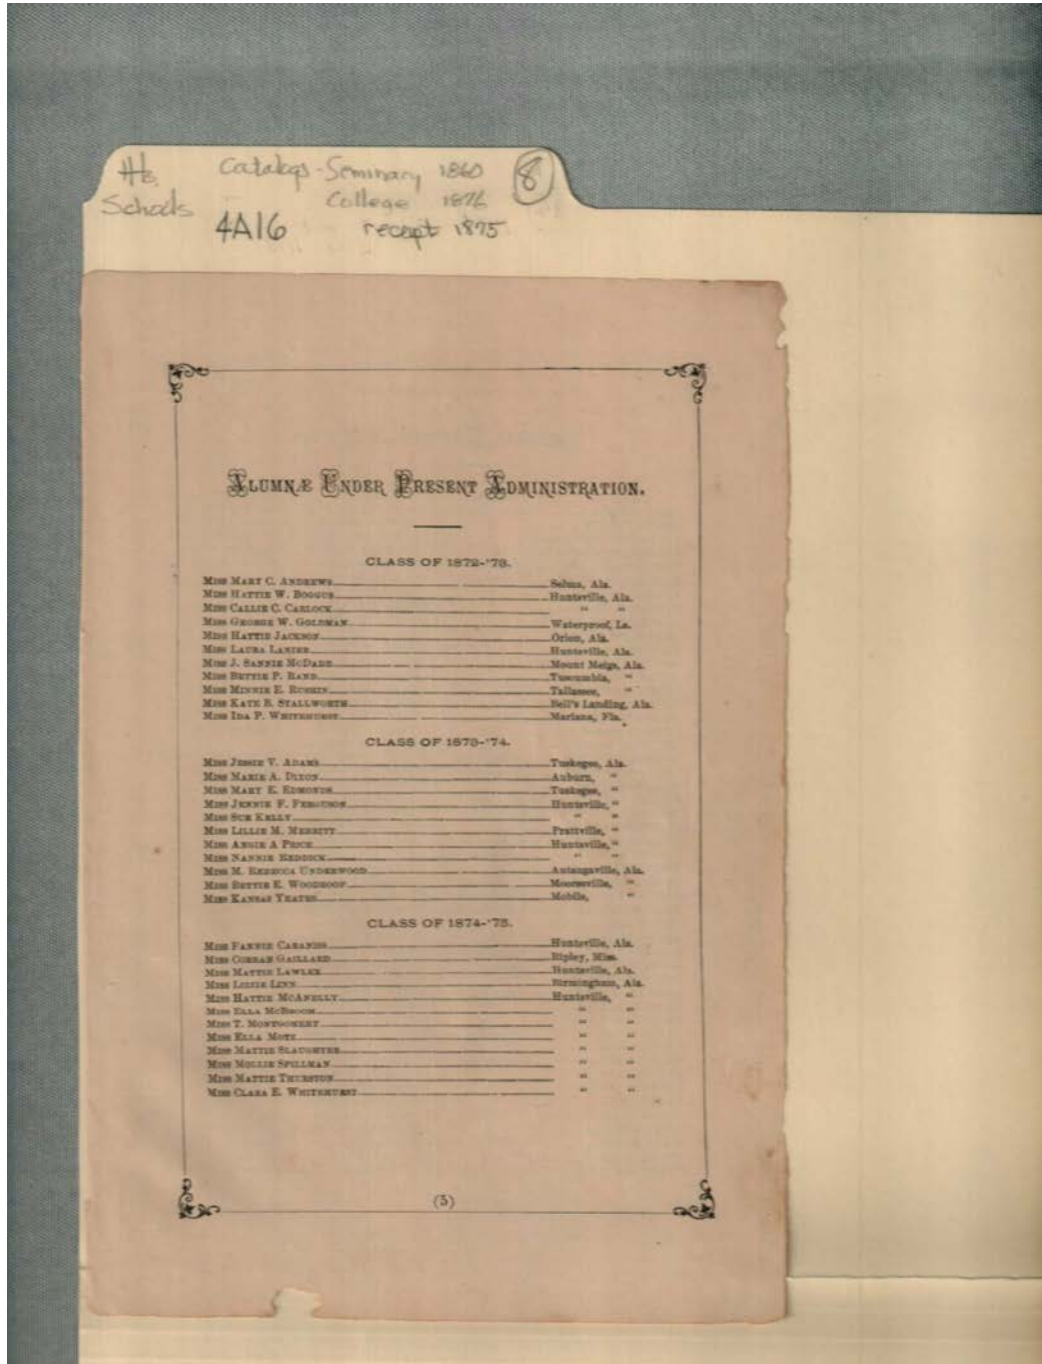 Catalogs - Seminary 1860 8
Schools College 1876
4A16 receipt 1875
ALUMNÆ UNDER PRESENT ADMINISTRATION.
CLASS OF 1872-'73.
MISS MARY C. ANDREWS Selma, Ala.
MISS HATTIE W. BOGGUS Huntsville, Ala.
MISS CALLIE C. CARLOCK " "
MISS GEORGE W. GOLDMAN Waterproof, La.
MISS HATTIE JACKSON Orion, Ala.
MISS LAURA LANIER Huntsville, Ala.
MISS J. SANNIE MCDADE Mount Meigs, Ala.
MISS BETTIE P. RAND Tuscumbia, "
MISS MINNIE E. Tallassee, "
MISS KATE B. STALLWORTH Bell's Landing, Ala.
MISS IDA P. WHITEHURST Mariana, Fla.
CLASS OF 1873-'74.
MISS JESSIE V. ADAMS Tuskegee, Ala.
MISS MARIE A. DIXON Auburn, "
MISS MARY E. EDMONDS Tuskegee, "
MISS JENNIE F. FERGUSON Huntsville, "
MISS SUE KELLY " "
MISS LILLIE M. MERRITT Prattville, "
MISS ANGIE A PRICE Huntsville, "
MISS NANNIE REDDICK " "
MISS M. REBECCA UNDERWOOD Autaugaville, Ala.
MISS BETTIE E. WOODROOF Mooresville, "
MISS KANSAS YEATES Mobile, "
CLASS OF 1874-'75.
MISS FANNIE CABANISS Huntsville, Ala.
MISS GAILLARD Ripley, Miss.
MISS MATTIE LAWLER Huntsville, Ala.
MISS LIZZIE LINN Birmingham, Ala.
MISS HATTIE MCANELLY Huntsville, "
MISS ELLA MCBROOM " "
MISS T. MONTGOMERY " "
MISS ELLA MOTZ " "
MISS MATTIE SLAUGHTER " "
MISS MOLLIE SPILLMAN " "
MISS MATTIE THURSTON " "
MISS CLARA E. WHITEHURST " "
(5)